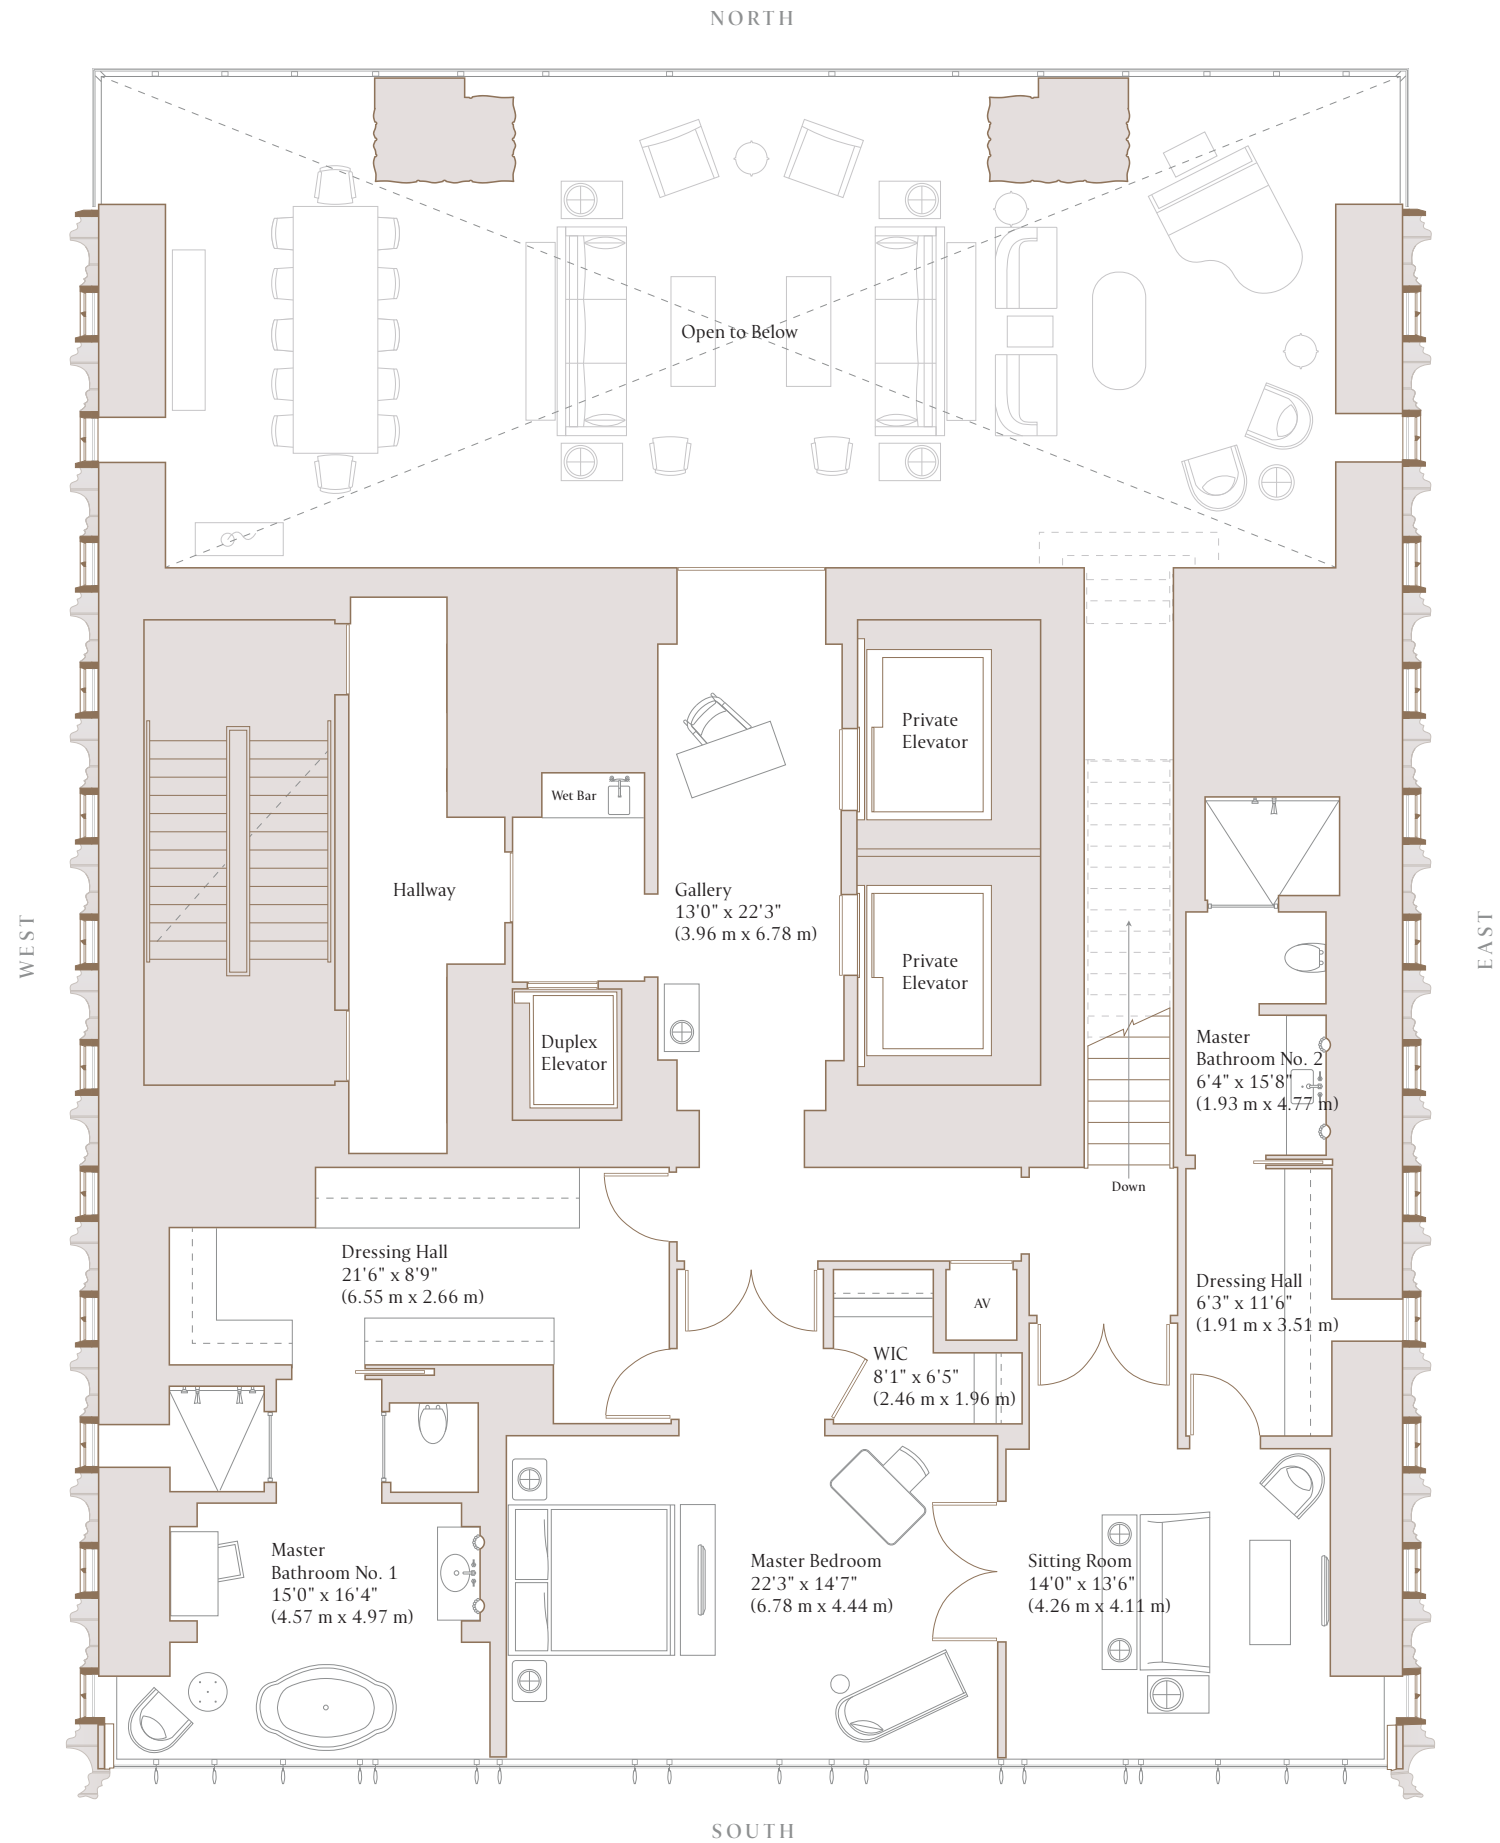 NORTH
Open to Below
Private
Elevator
Wet Bar
Hallway
Gallery
13'0" x 22'3"
(3.96 m x 6.78 m)
WEST
EAST
Private
Elevator
Duplex
Elevator
Master
Bathroom No. 2
6'4" x 15'8"
(1.93 m x 4.77 m)
Down
Dressing Hall
21'6" x 8'9"
(6.55 m x 2.66 m)
AV
Dressing Hall
6'3" x 11'6"
(1.91 m x 3.51 m)
WIC
8'1" x 6'5"
(2.46 m x 1.96 m)
Master
Bathroom No. 1
15'0" x 16'4"
(4.57 m x 4.97 m)
Master Bedroom
22'3" x 14'7"
(6.78 m x 4.44 m)
Sitting Room
14'0" x 13'6"
(4.26 m x 4.11 m)
SOUTH